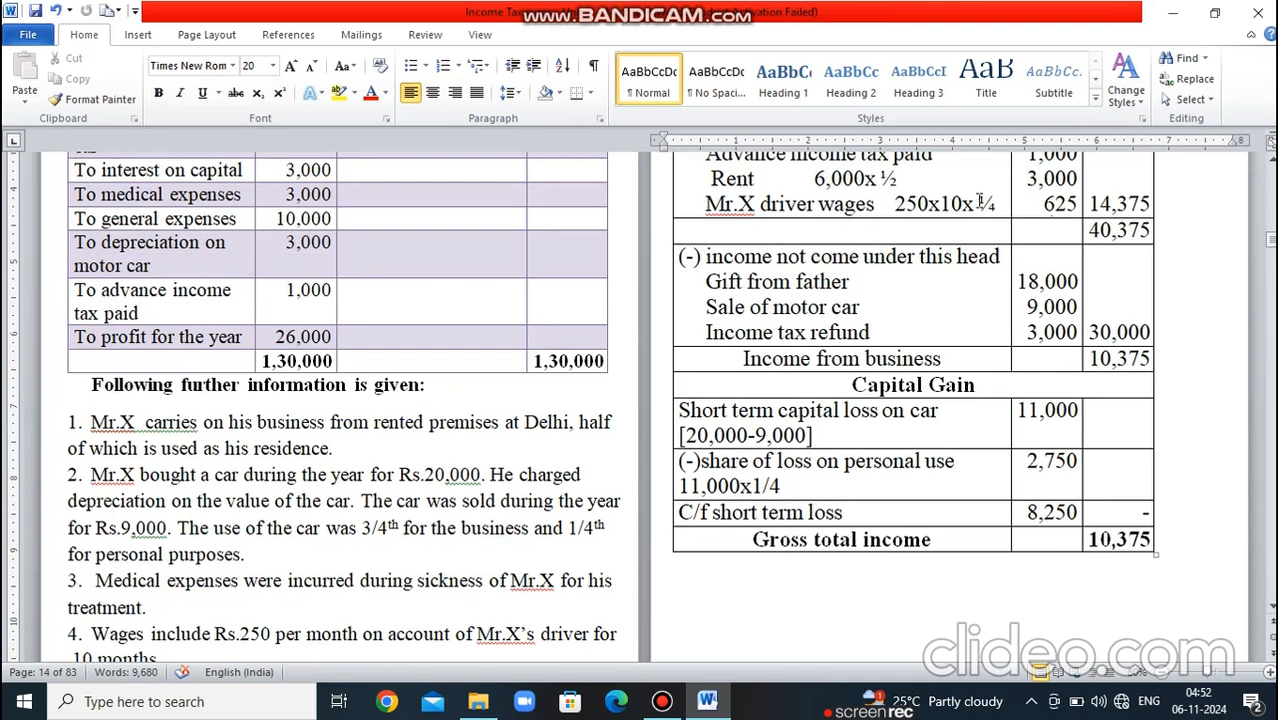 www.BANDICAM.com
File Home Insert Page Layout References Mailings Review View
Cut
Copy
Format Painter
Paste
Clipboard
Times New Rom 20
Font
Paragraph
AaBbCcDc AaBbCcDc AaBbC AaBbCc AaBbCcI AaB AaBbCcL
¶ Normal ¶ No Spaci... Heading 1 Heading 2 Heading 3 Title Subtitle
Change Styles
Styles
Find
Replace
Select
Editing
To interest on capital 3,000
To medical expenses 3,000
To general expenses 10,000
To depreciation on 3,000
motor car
To advance income 1,000
tax paid
To profit for the year 26,000
1,30,000 1,30,000
Following further information is given:
1. Mr.X carries on his business from rented premises at Delhi, half
of which is used as his residence.
2. Mr.X bought a car during the year for Rs.20,000. He charged
depreciation on the value of the car. The car was sold during the year
for Rs.9,000. The use of the car was 3/4th for the business and 1/4th
for personal purposes.
3. Medical expenses were incurred during sickness of Mr.X for his
treatment.
4. Wages include Rs.250 per month on account of Mr.X's driver for
10 months
Advance income tax paid 1,000
Rent 6,000x ½ 3,000
Mr.X driver wages 250x10x ¼ 625 14,375
40,375
(-) income not come under this head
Gift from father 18,000
Sale of motor car 9,000
Income tax refund 3,000 30,000
Income from business 10,375
Capital Gain
Short term capital loss on car 11,000
[20,000-9,000]
(-)share of loss on personal use 2,750
11,000x1/4
C/f short term loss 8,250 -
Gross total income 10,375
clideo.com
Page: 14 of 83 Words: 9,680 English (India)
Type here to search
25°C Partly cloudy
ENG
04:52
06-11-2024
screen rec